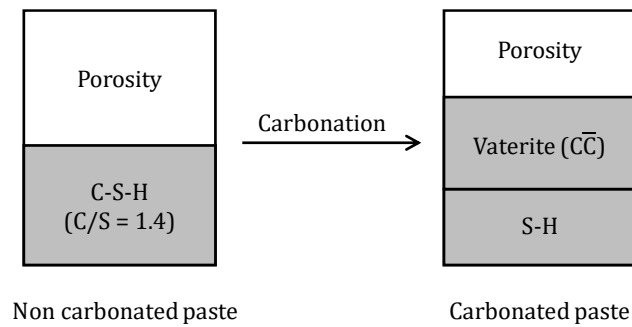 Porosity
C-S-H
(C/S = 1.4)
Non carbonated paste
Carbonation
Porosity
Vaterite (CC̅)
S-H
Carbonated paste